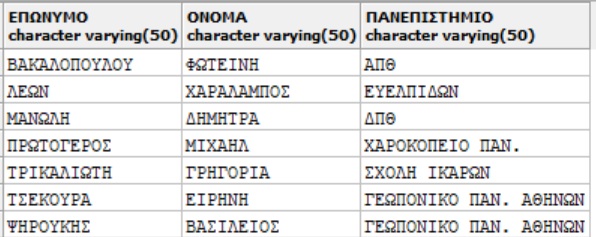 ΕΠΩΝΥΜΟ ΟΝΟΜΑ ΠΑΝΕΠΙΣΤΗΜΙΟ
character varying(50) character varying(50) character varying(50)
ΒΑΚΑΛΟΠΟΥΛΟΥ ΦΩΤΕΙΝΗ ΑΠΘ
ΛΕΩΝ ΧΑΡΑΛΑΜΠΟΣ ΕΥΕΛΠΙΔΩΝ
ΜΑΝΩΛΗ ΔΗΜΗΤΡΑ ΔΠΘ
ΠΡΩΤΟΓΕΡΟΣ ΜΙΧΑΗΛ ΧΑΡΟΚΟΠΕΙΟ ΠΑΝ.
ΤΡΙΚΑΛΙΩΤΗ ΓΡΗΓΟΡΙΑ ΣΧΟΛΗ ΙΚΑΡΩΝ
ΤΣΕΚΟΥΡΑ ΕΙΡΗΝΗ ΓΕΩΠΟΝΙΚΟ ΠΑΝ. ΑΘΗΝΩΝ
ΨΗΡΟΥΚΗΣ ΒΑΣΙΛΕΙΟΣ ΓΕΩΠΟΝΙΚΟ ΠΑΝ. ΑΘΗΝΩΝ